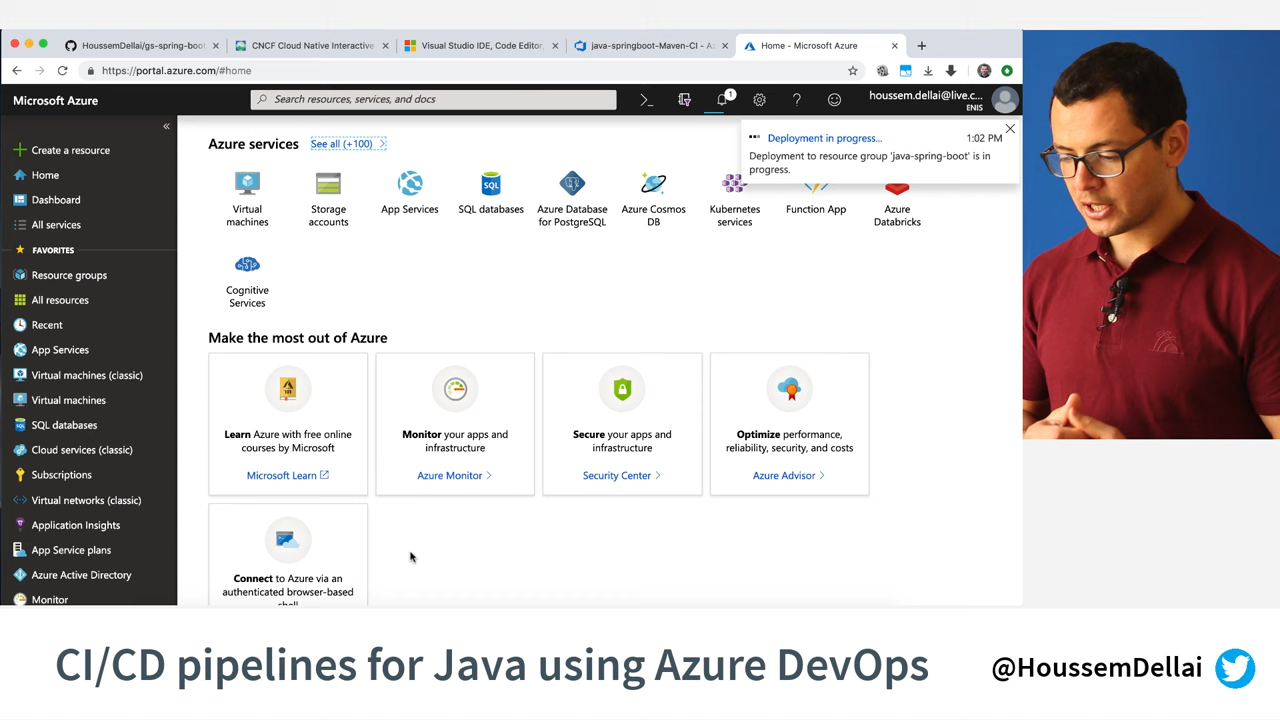 HoussemDellai/gs-spring-boot
CNCF Cloud Native Interactive
Visual Studio IDE, Code Editor,
java-springboot-Maven-CI - Az
Home - Microsoft Azure
https://portal.azure.com/#home
Microsoft Azure
Search resources, services, and docs
1
houssem.dellai@live.c...
ENIS
Create a resource
Home
Dashboard
All services
FAVORITES
Resource groups
All resources
Recent
App Services
Virtual machines (classic)
Virtual machines
SQL databases
Cloud services (classic)
Subscriptions
Virtual networks (classic)
Application Insights
App Service plans
Azure Active Directory
Monitor
Azure services
See all (+100)
Deployment in progress...
1:02 PM
Deployment to resource group 'java-spring-boot' is in
progress.
SQL
Virtual
machines
Storage
accounts
App Services
SQL databases
Azure Database
for PostgreSQL
Azure Cosmos
DB
Kubernetes
services
Function App
Azure
Databricks
Cognitive
Services
Make the most out of Azure
Learn Azure with free online
courses by Microsoft
Microsoft Learn
Monitor your apps and
infrastructure
Azure Monitor
Secure your apps and
infrastructure
Security Center
Optimize performance,
reliability, security, and costs
Azure Advisor
Connect to Azure via an
authenticated browser-based
shell
CI/CD pipelines for Java using Azure DevOps
@HoussemDellai